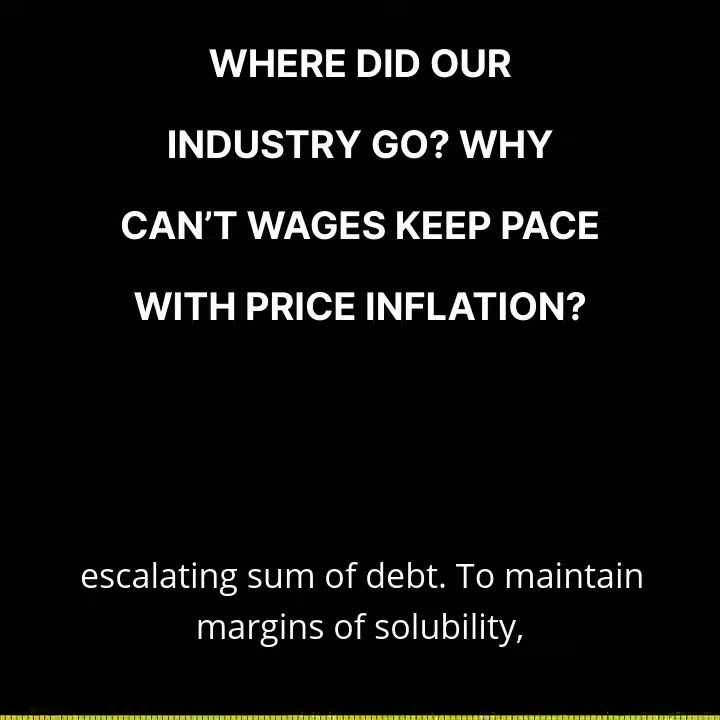 WHERE DID OUR
INDUSTRY GO? WHY
CAN’T WAGES KEEP PACE
WITH PRICE INFLATION?
escalating sum of debt. To maintain
margins of solubility,